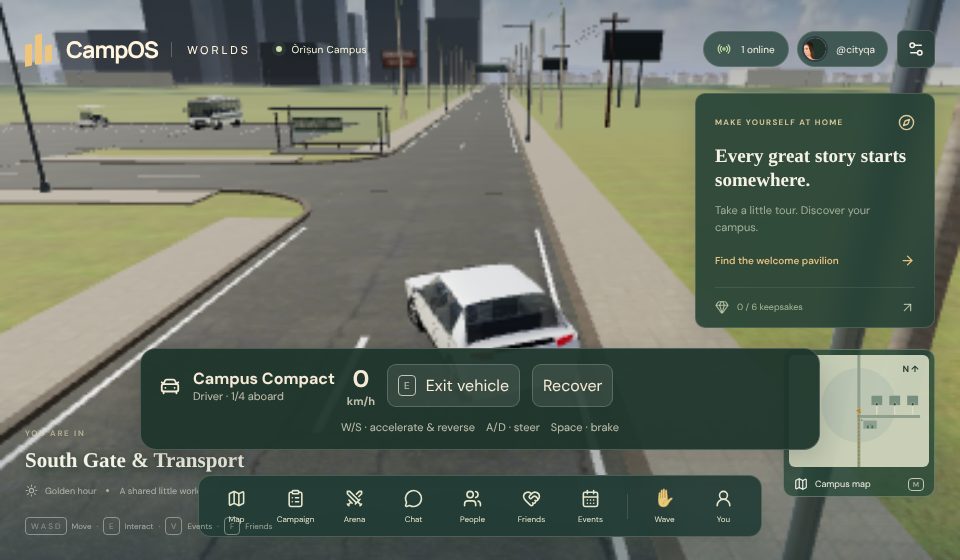 CampOS
WORLDS
Òrìsun Campus
1 online
@cityqa
MAKE YOURSELF AT HOME
Every great story starts
somewhere.
Take a little tour. Discover your
campus.
Find the welcome pavilion
0 / 6 keepsakes
Campus Compact
Driver · 1/4 aboard
0
km/h
E Exit vehicle
Recover
W/S · accelerate & reverse A/D · steer Space · brake
N
Campus map M
YOU ARE IN
South Gate & Transport
Golden hour • A shared little
WASD Move · E Interact · V Events · F Friends
Map
Campaign
Arena
Chat
People
Friends
Events
Wave
You